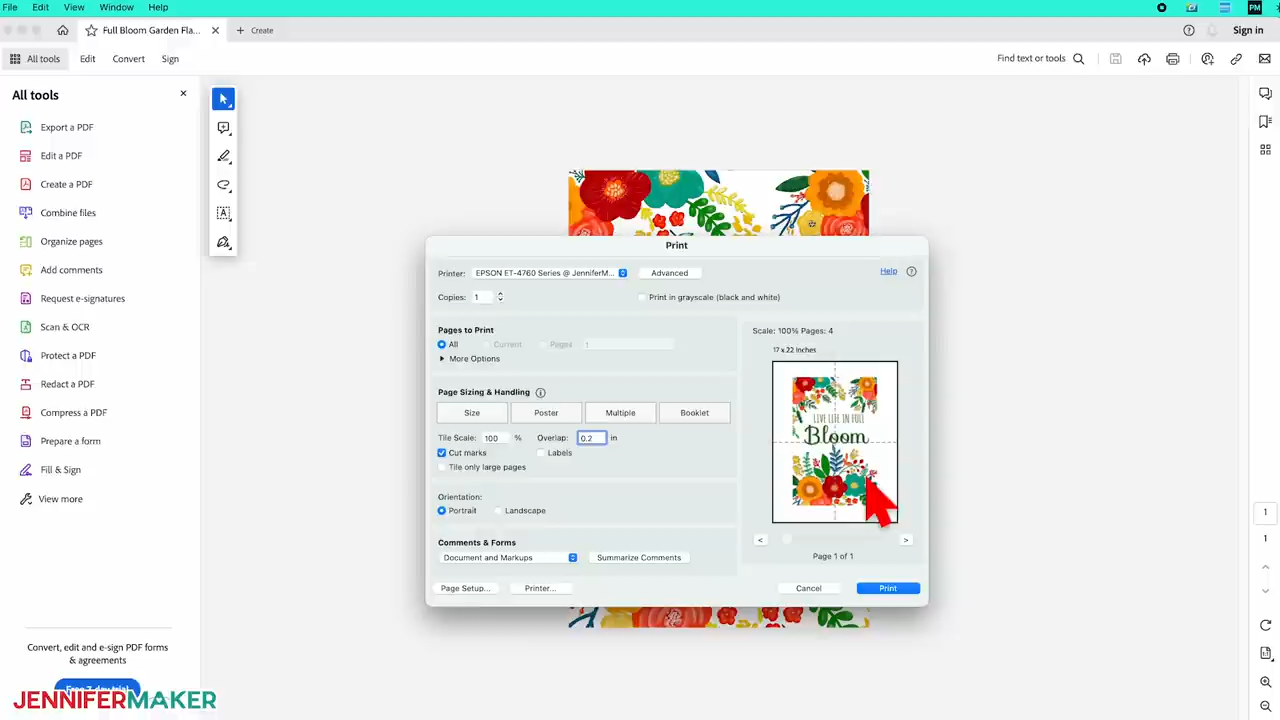 File Edit View Window Help
PM
Full Bloom Garden Fla... Create
Sign in
All tools Edit Convert Sign
Find text or tools
All tools
Export a PDF
Edit a PDF
Create a PDF
Combine files
Organize pages
Add comments
Request e-signatures
Scan & OCR
Protect a PDF
Redact a PDF
Compress a PDF
Prepare a form
Fill & Sign
View more
Convert, edit and e-sign PDF forms
& agreements
JENNIFERMAKER
Print
Printer: EPSON ET-4760 Series @ JenniferM... Advanced
Help
Copies: 1
Print in grayscale (black and white)
Pages to Print
All Current Pages 1
More Options
Page Sizing & Handling
Size Poster Multiple Booklet
Tile Scale: 100 % Overlap: 0.2 in
Cut marks Labels
Tile only large pages
Orientation:
Portrait Landscape
Comments & Forms
Document and Markups Summarize Comments
Page Setup... Printer...
Scale: 100% Pages: 4
17 x 22 Inches
LIVE LIFE IN FULL
Bloom
< >
Page 1 of 1
Cancel Print
1
1